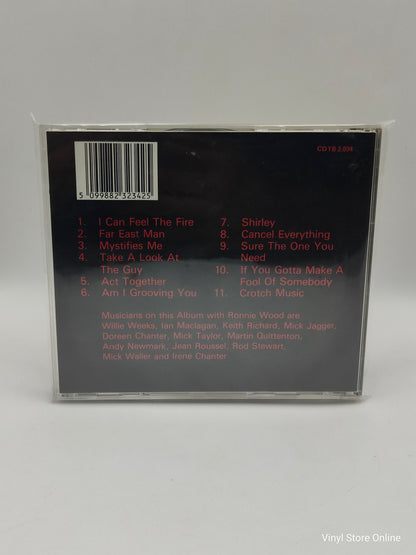 CDTB 2.034
5 099882 323425
1. I Can Feel The Fire
2. Far East Man
3. Mystifies Me
4. Take A Look At
The Guy
5. Act Together
6. Am I Grooving You
7. Shirley
8. Cancel Everything
9. Sure The One You
Need
10. If You Gotta Make A
Fool Of Somebody
11. Crotch Music
Musicians on this Album with Ronnie Wood are
Willie Weeks, Ian Maclagan, Keith Richard, Mick Jagger,
Doreen Chanter, Mick Taylor, Martin Quittenton,
Andy Newmark, Jean Roussel, Rod Stewart,
Mick Waller and Irene Chanter
Vinyl Store Online